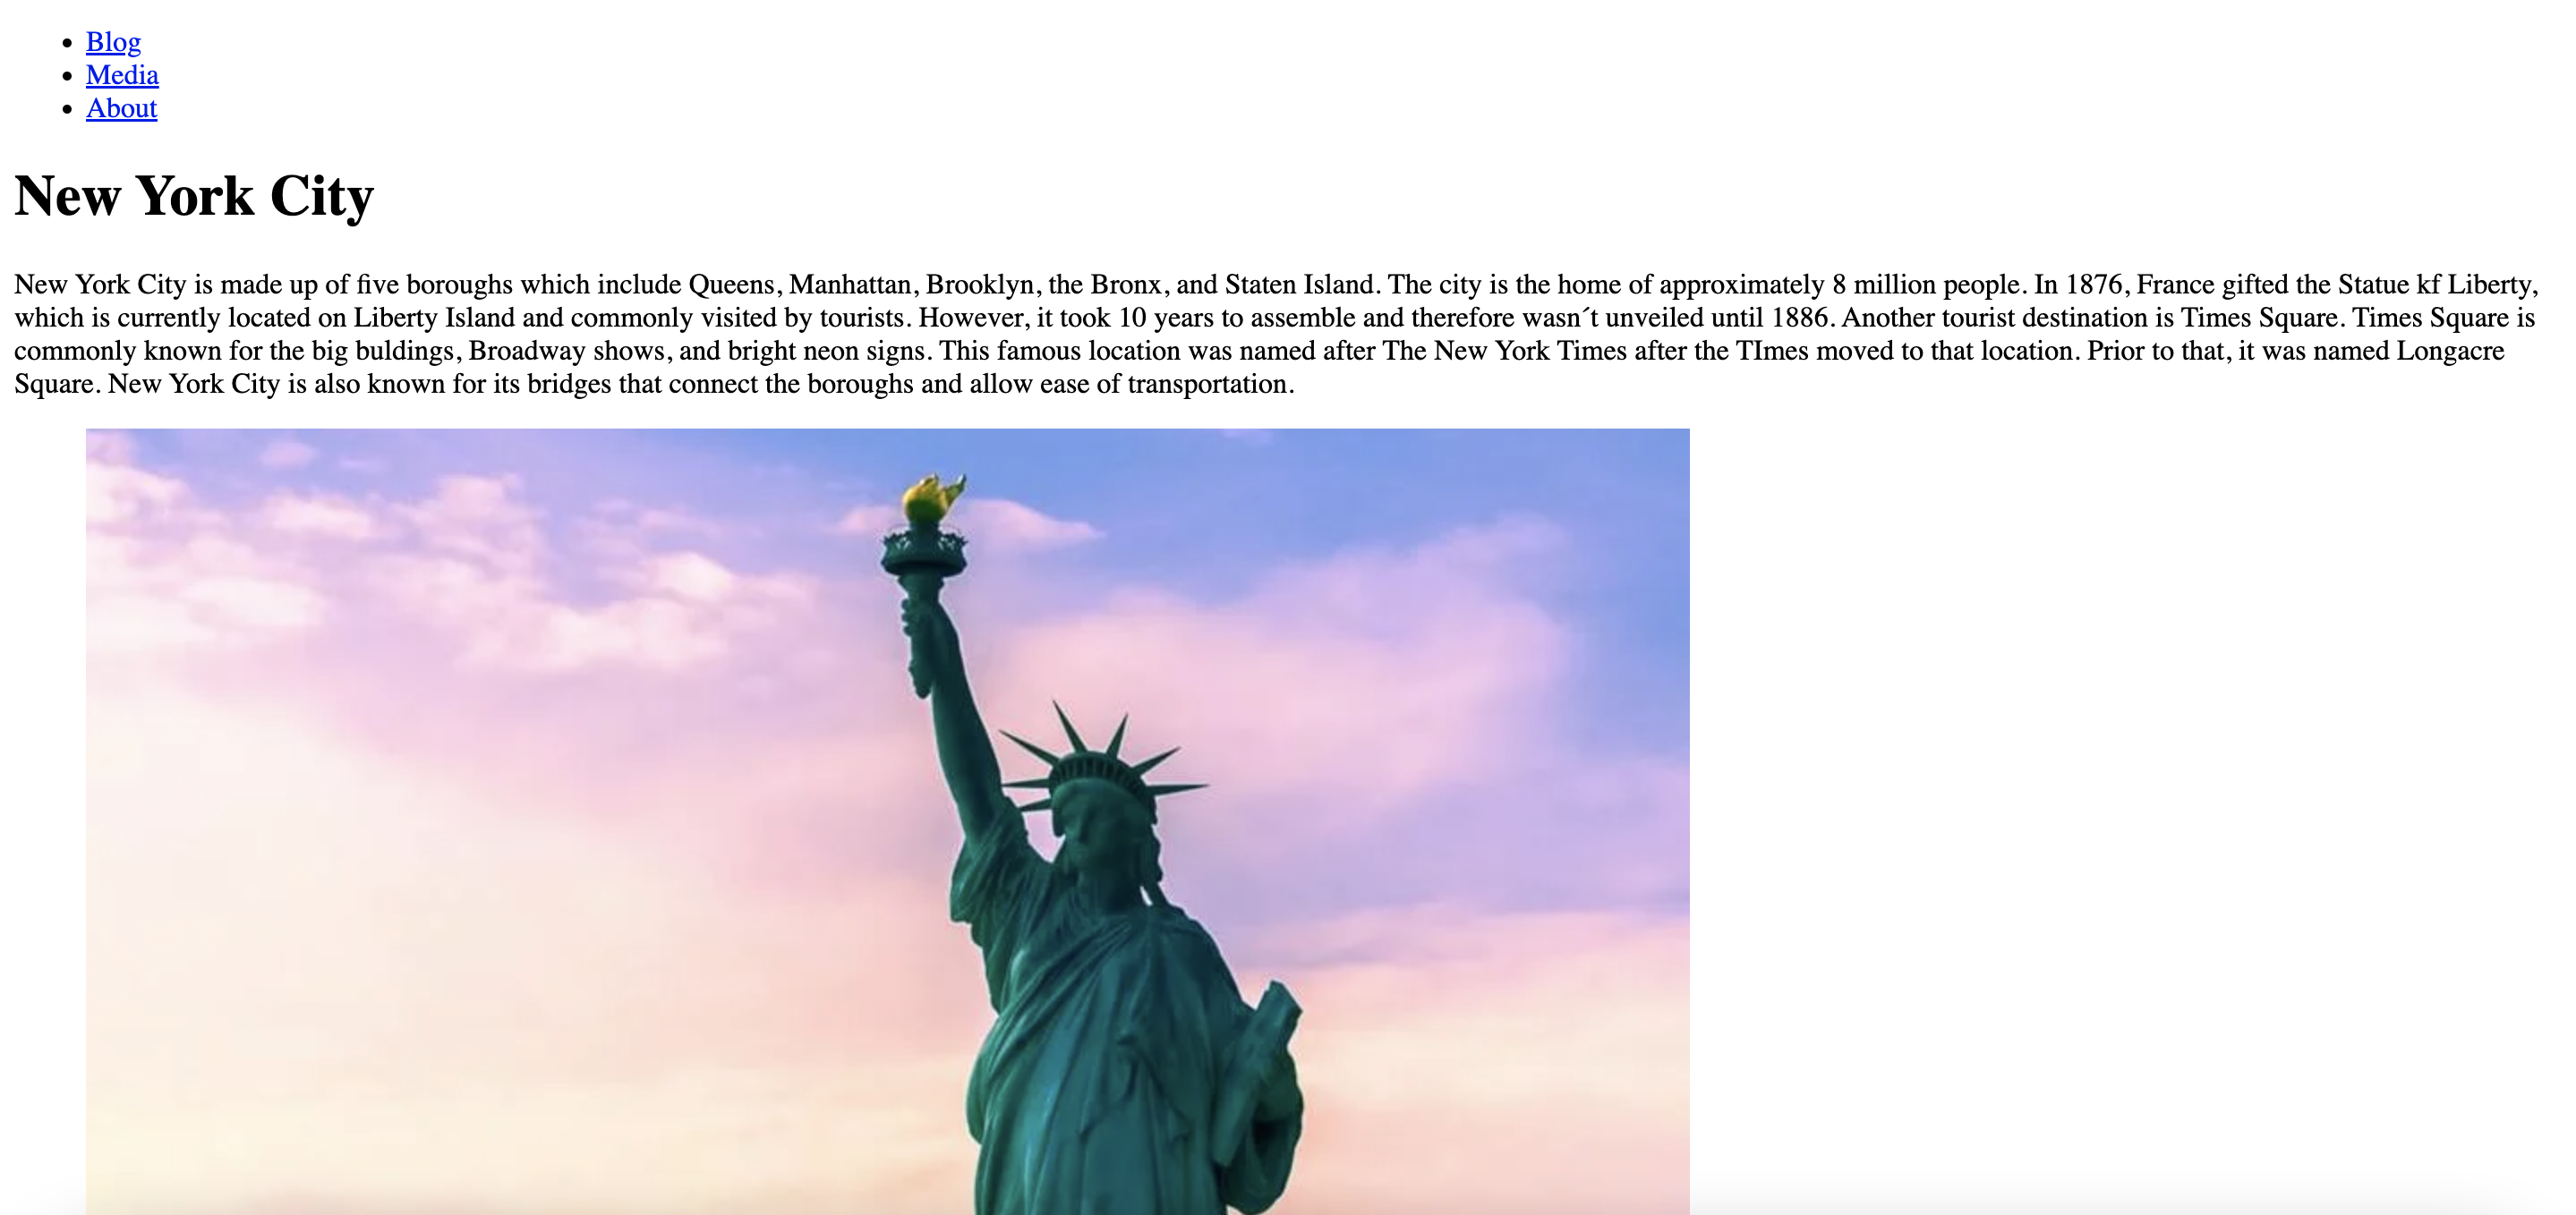 Blog
Media
About
New York City
New York City is made up of five boroughs which include Queens, Manhattan, Brooklyn, the Bronx, and Staten Island. The city is the home of approximately 8 million people. In 1876, France gifted the Statue kf Liberty,
which is currently located on Liberty Island and commonly visited by tourists. However, it took 10 years to assemble and therefore wasn´t unveiled until 1886. Another tourist destination is Times Square. Times Square is
commonly known for the big buldings, Broadway shows, and bright neon signs. This famous location was named after The New York Times after the TImes moved to that location. Prior to that, it was named Longacre
Square. New York City is also known for its bridges that connect the boroughs and allow ease of transportation.